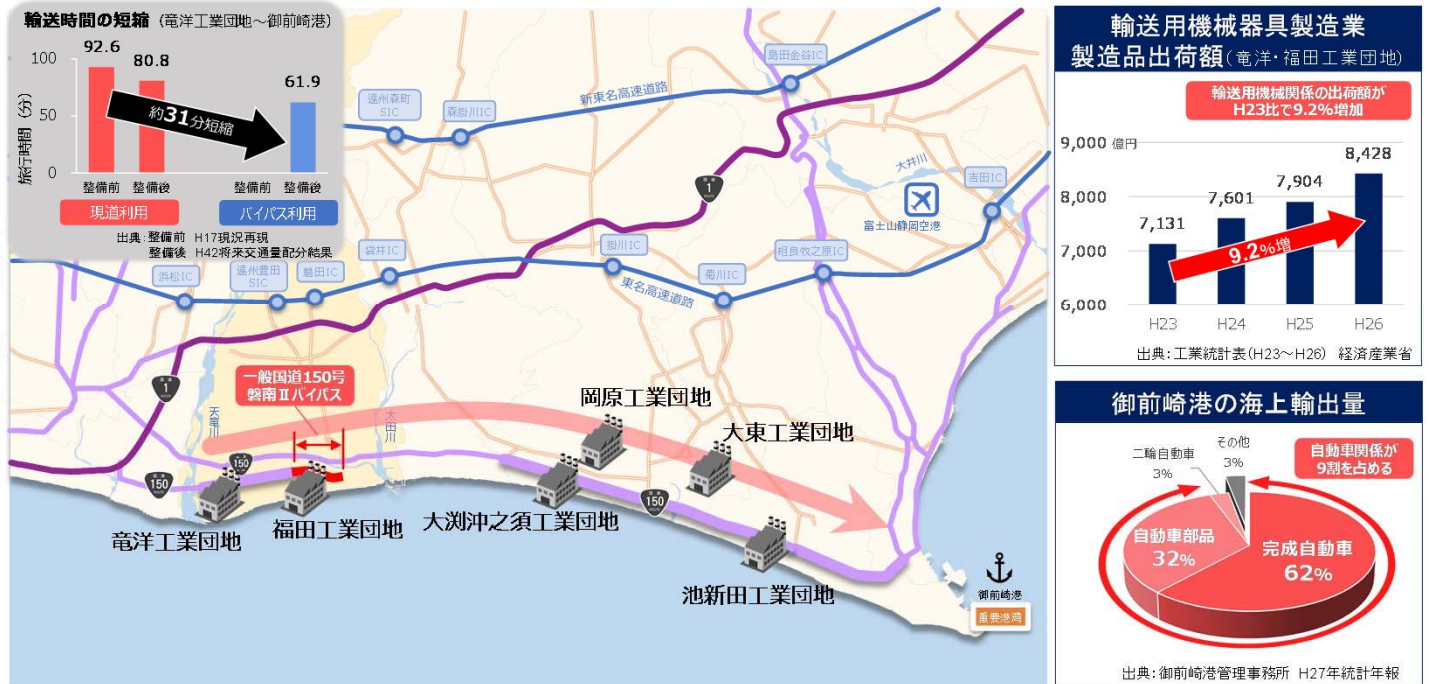 輸送時間の短縮 (竜洋工業団地～御前崎港)
旅行時間 (分)
100
50
0
92.6
80.8
61.9
約31分短縮
整備前
整備後
整備前
整備後
現道利用
バイパス利用
出典:整備前 H17現況再現
整備後 H42将来交通量配分結果
島田金谷IC
新東名高速道路
遠州森町
SIC
森掛川IC
国道
1
ROUTE
大井川
吉田IC
富士山静岡空港
袋井IC
掛川IC
相良牧之原IC
浜松IC
遠州豊田
SIC
磐田IC
菊川IC
東名高速道路
1
一般国道150号
磐南Ⅱバイパス
天竜川
太田川
岡原工業団地
大東工業団地
150
150
150
竜洋工業団地
福田工業団地
大渕沖之須工業団地
池新田工業団地
御前崎港
重要港湾
輸送用機械器具製造業
製造品出荷額(竜洋・福田工業団地)
輸送用機械関係の出荷額が
H23比で9.2%増加
9,000 億円
8,000
7,000
6,000
7,131
7,601
7,904
8,428
9.2%増
H23
H24
H25
H26
出典:工業統計表(H23～H26) 経済産業省
御前崎港の海上輸出量
二輪自動車
3%
その他
3%
自動車関係が
9割を占める
自動車部品
32%
完成自動車
62%
出典:御前崎港管理事務所 H27年統計年報